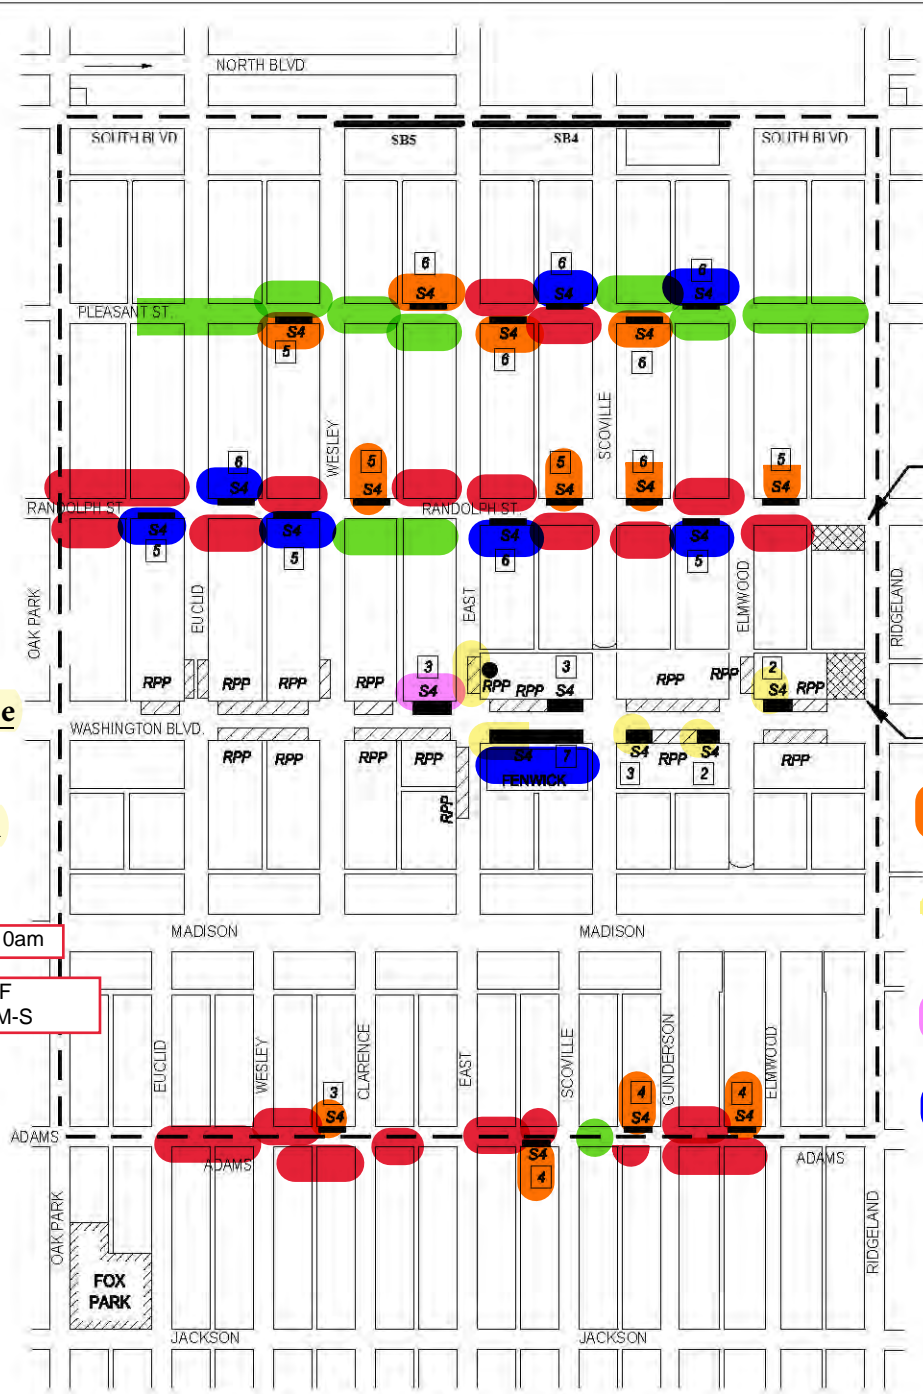 NORTH BLVD
SOUTH BLVD
SB5
SB4
SOUTH BLVD
6
6
6
S4
S4
S4
PLEASANT ST.
S4
S4
S4
5
6
6
WESLEY
SCOVILLE
6
5
5
6
5
S4
S4
S4
S4
S4
RANDOLPH ST
RANDOLPH ST.
S4
S4
S4
S4
5
5
6
5
OAK PARK
EUCLID
EAST
ELMWOOD
RIDGELAND
3
3
2
RPP
RPP
RPP
RPP
S4
RPP
RPP
S4
RPP
RPP
S4
RPP
e
WASHINGTON BLVD.
RPP
RPP
RPP
RPP
S4
7
S4
RPP
S4
RPP
3
2
FENWICK
RPP
MADISON
MADISON
0am
F
M-S
EUCLID
WESLEY
CLARENCE
EAST
SCOVILLE
GUNDERSON
ELMWOOD
3
4
4
S4
S4
S4
ADAMS
ADAMS
ADAMS
S4
4
OAK PARK
RIDGELAND
FOX
PARK
JACKSON
JACKSON